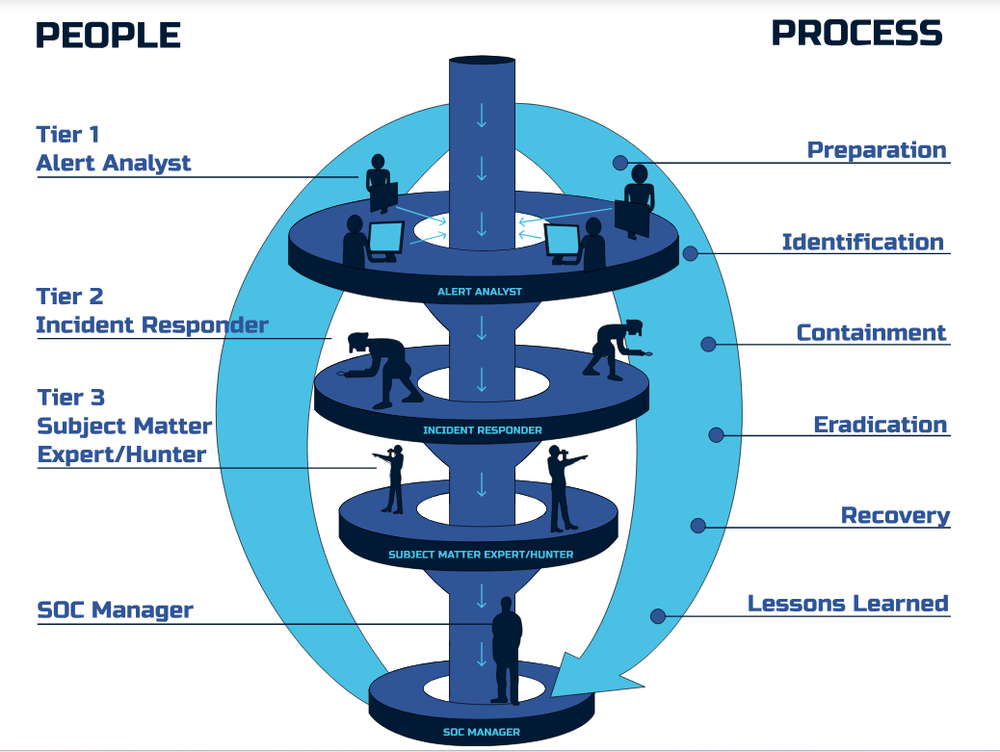 PEOPLE
PROCESS
Tier 1
Alert Analyst
Preparation
Identification
ALERT ANALYST
Tier 2
Incident Responder
Containment
INCIDENT RESPONDER
Tier 3
Subject Matter
Expert/Hunter
Eradication
Recovery
SUBJECT MATTER EXPERT/HUNTER
SOC Manager
Lessons Learned
SOC MANAGER